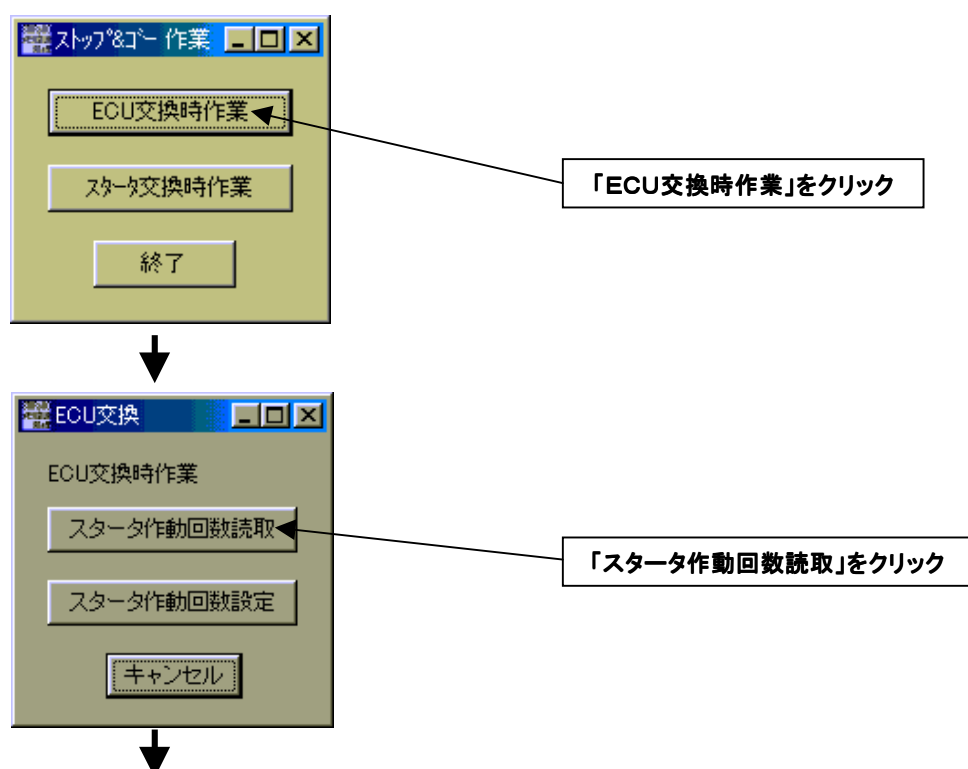 ｽﾄｯﾌﾟ&ｺﾞｰ 作業
ECU交換時作業
「ＥＣＵ交換時作業」をクリック
ｽﾀｰﾀ交換時作業
終了
ECU交換
ECU交換時作業
スタータ作動回数読取
「スタータ作動回数読取」をクリック
スタータ作動回数設定
キャンセル